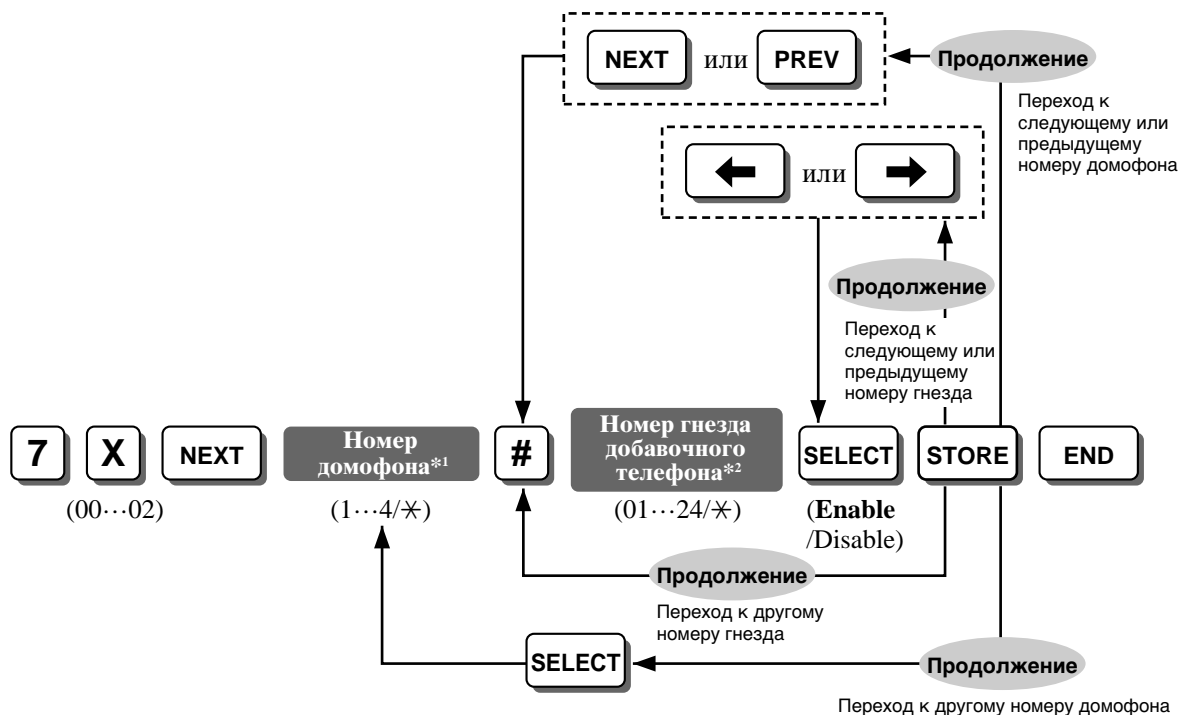 NEXT или PREV
Продолжение
Переход к
следующему или
предыдущему
номеру домофона
← или →
Продолжение
Переход к
следующему или
предыдущему
номеру гнезда
7 X NEXT Номер домофона*1 # Номер гнезда добавочного телефона*2 SELECT STORE END
(00···02) (1···4/*) (01···24/*) (Enable
/Disable)
Продолжение
Переход к другому
номеру гнезда
SELECT
Продолжение
Переход к другому номеру домофона